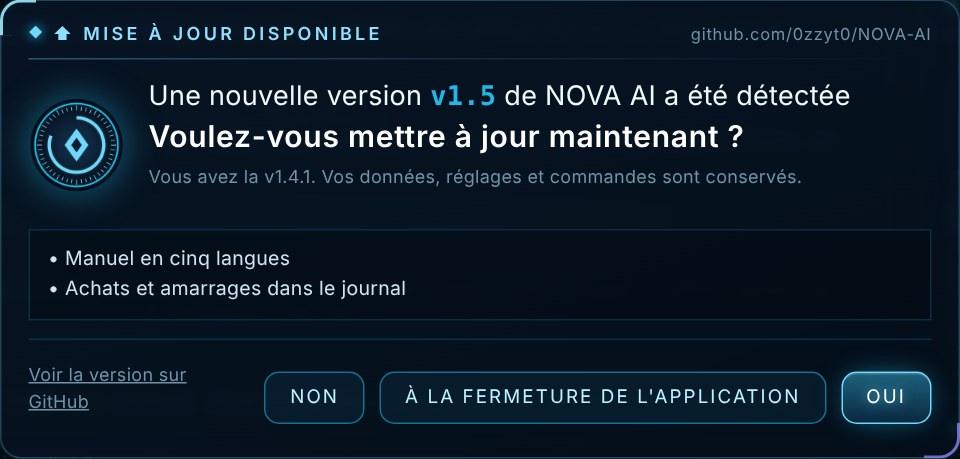 MISE À JOUR DISPONIBLE
github.com/0zzyt0/NOVA-AI
Une nouvelle version v1.5 de NOVA AI a été détectée
Voulez-vous mettre à jour maintenant ?
Vous avez la v1.4.1. Vos données, réglages et commandes sont conservés.
• Manuel en cinq langues
• Achats et amarrages dans le journal
Voir la version sur
GitHub
NON
À LA FERMETURE DE L'APPLICATION
OUI